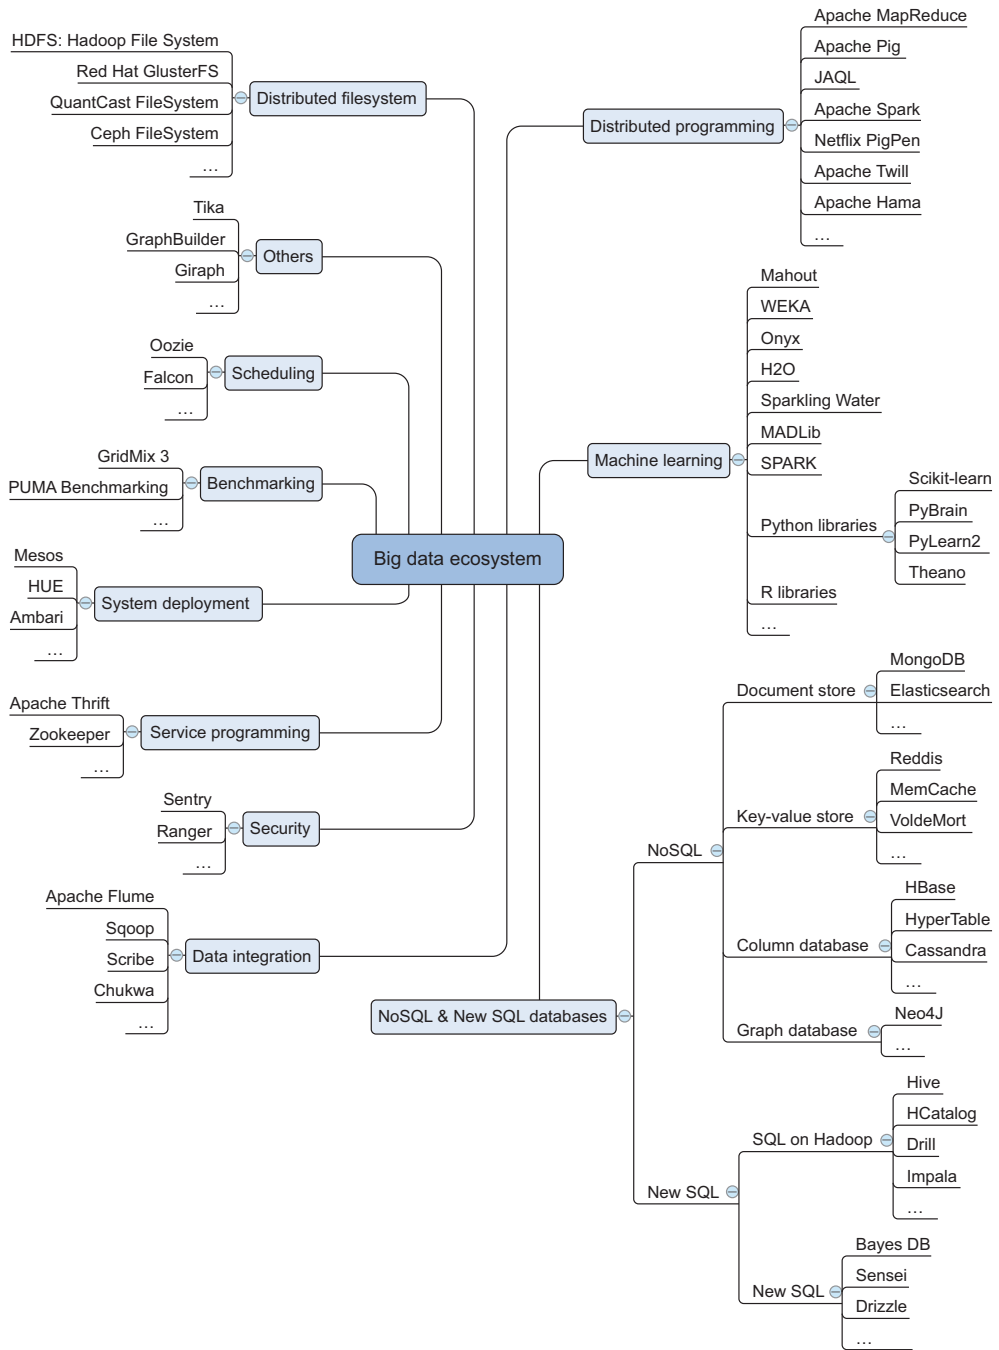 Big data ecosystem
Distributed filesystem
HDFS: Hadoop File System
Red Hat GlusterFS
QuantCast FileSystem
Ceph FileSystem
…
Others
Tika
GraphBuilder
Giraph
…
Scheduling
Oozie
Falcon
…
Benchmarking
GridMix 3
PUMA Benchmarking
…
System deployment
Mesos
HUE
Ambari
…
Service programming
Apache Thrift
Zookeeper
…
Security
Sentry
Ranger
…
Data integration
Apache Flume
Sqoop
Scribe
Chukwa
…
Distributed programming
Apache MapReduce
Apache Pig
JAQL
Apache Spark
Netflix PigPen
Apache Twill
Apache Hama
…
Machine learning
Mahout
WEKA
Onyx
H2O
Sparkling Water
MADLib
SPARK
Python libraries
Scikit-learn
PyBrain
PyLearn2
Theano
R libraries
…
NoSQL & New SQL databases
NoSQL
Document store
MongoDB
Elasticsearch
…
Key-value store
Reddis
MemCache
VoldeMort
…
Column database
HBase
HyperTable
Cassandra
…
Graph database
Neo4J
…
New SQL
SQL on Hadoop
Hive
HCatalog
Drill
Impala
…
New SQL
Bayes DB
Sensei
Drizzle
…